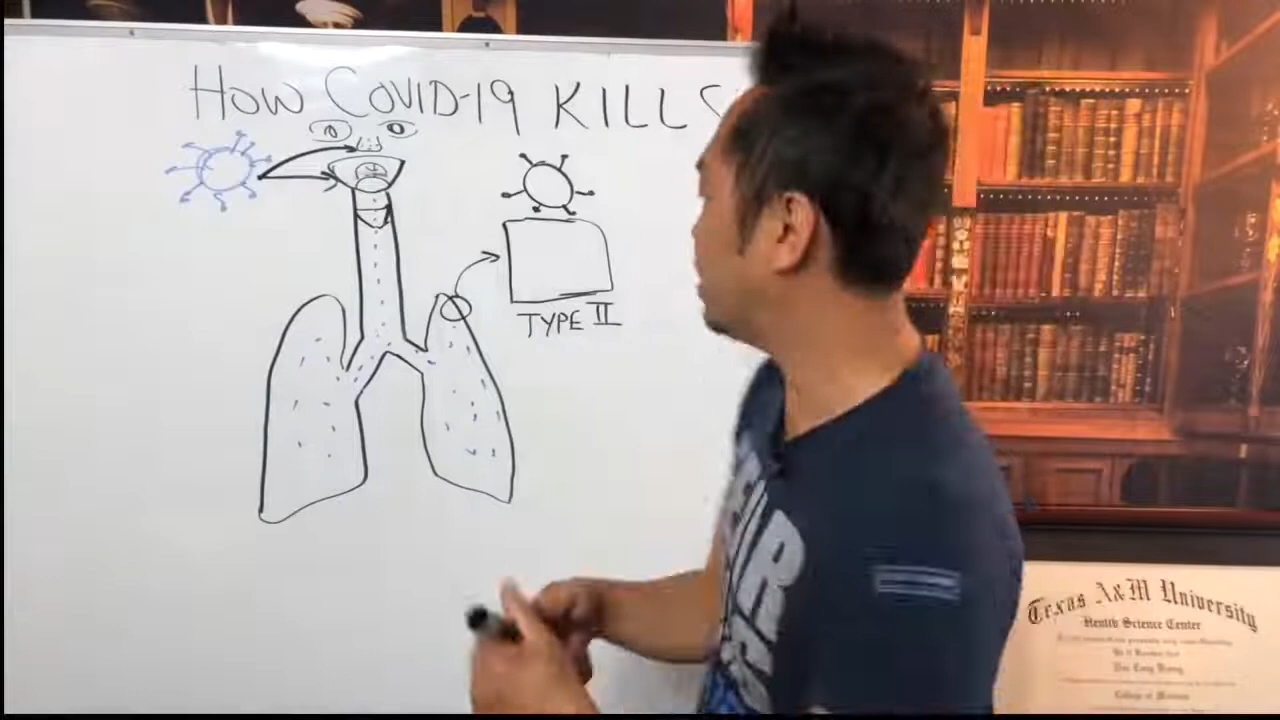 HOW COVID-19 KILLS
TYPE II
Texas A&M University
Health Science Center
College of Medicine